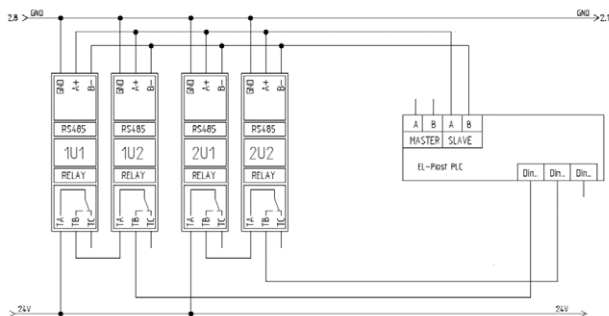 2.8 GND GND 2.1
GND A+ B- GND A+ B- GND A+ B- GND A+ B-
RS485 RS485 RS485 RS485
1U1 1U2 2U1 2U2
RELAY RELAY RELAY RELAY
TA TB TC TA TB TC TA TB TC TA TB TC
A B A B
MASTER SLAVE
EL-Piast PLC
Din.. Din.. Din..
24V 24V